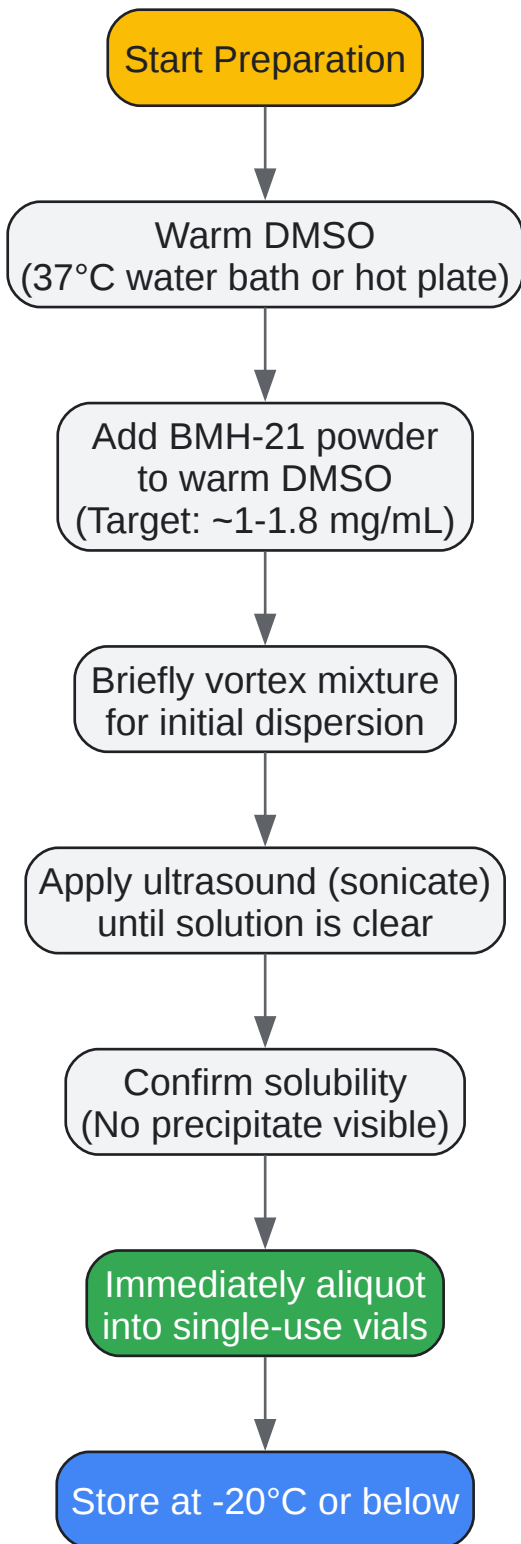 Start Preparation
Warm DMSO
(37°C water bath or hot plate)
Add BMH-21 powder
to warm DMSO
(Target: ~1-1.8 mg/mL)
Briefly vortex mixture
for initial dispersion
Apply ultrasound (sonicate)
until solution is clear
Confirm solubility
(No precipitate visible)
Immediately aliquot
into single-use vials
Store at -20°C or below